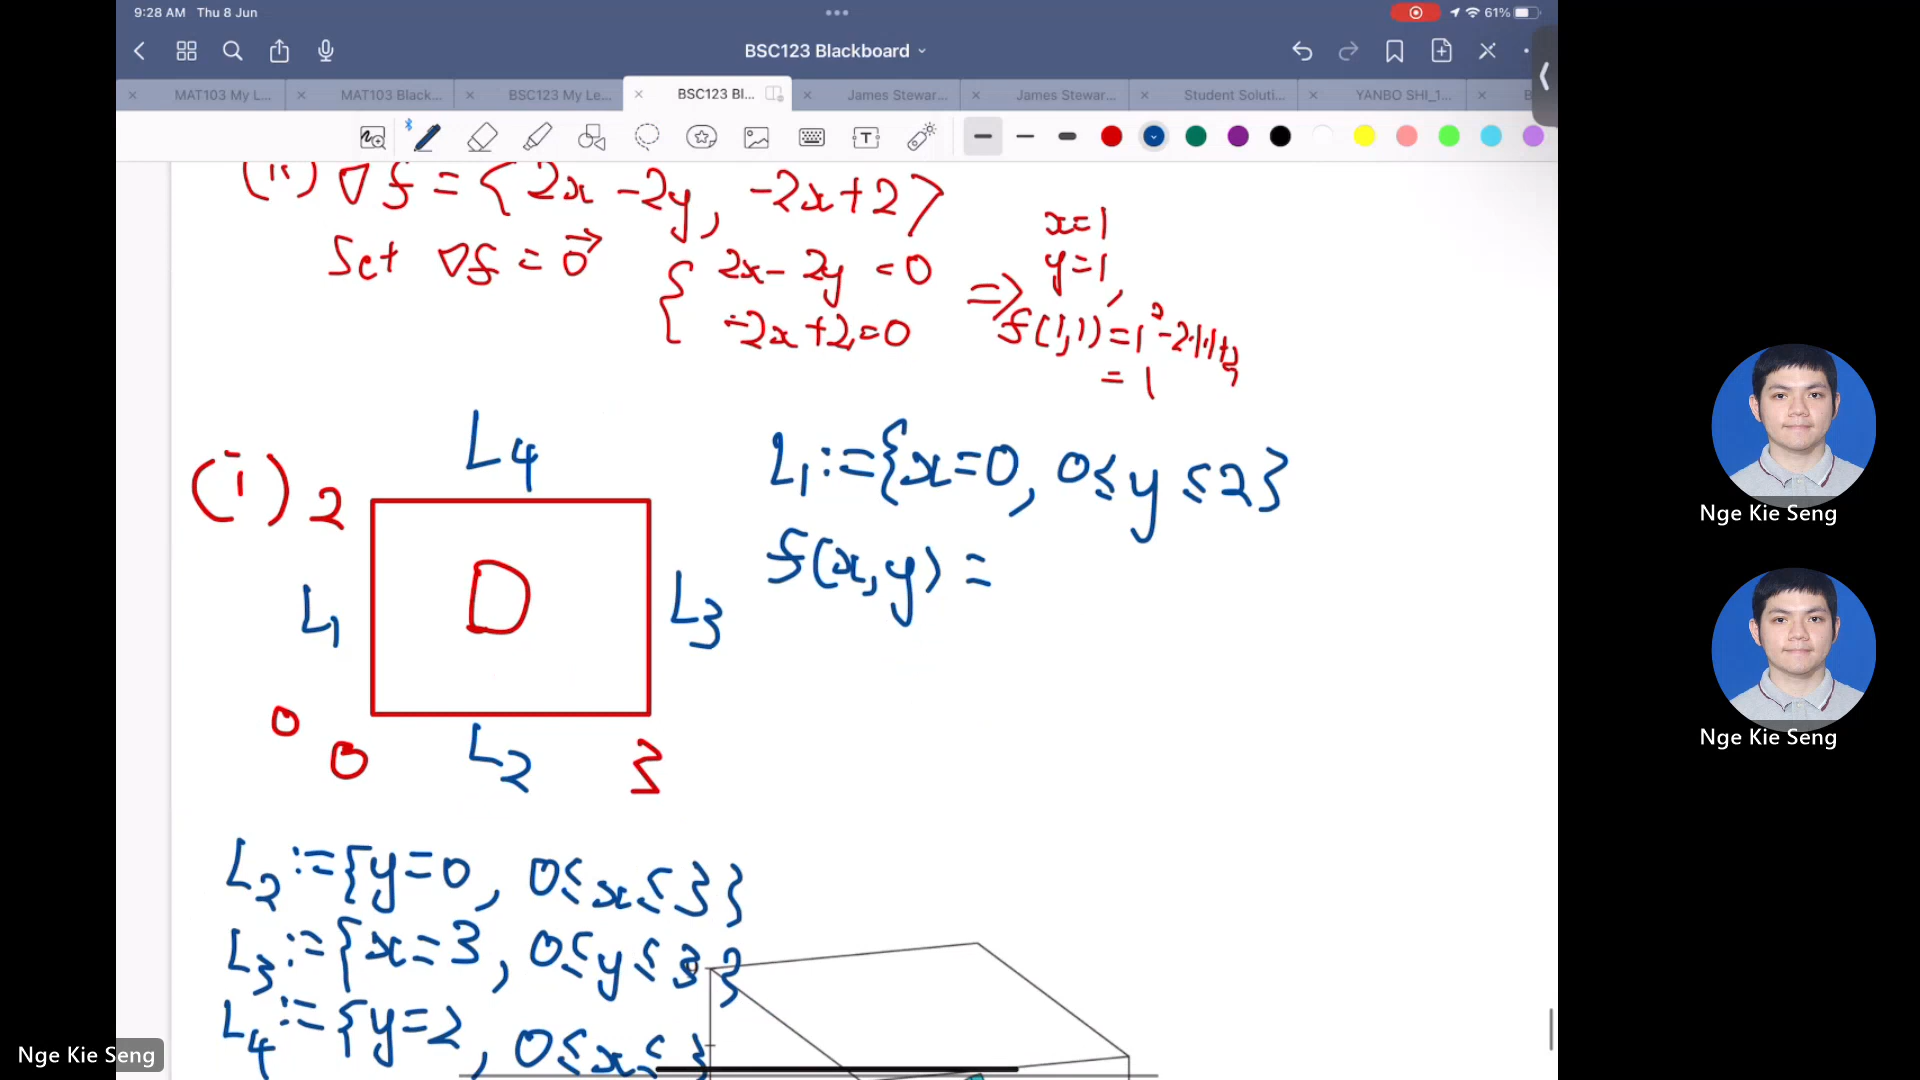 9:28 AM Thu 8 Jun
61%
BSC123 Blackboard
MAT103 My L...
MAT103 Black...
BSC123 My Le...
BSC123 Bl...
James Stewar...
James Stewar...
Student Soluti...
YANBO SHI_1...
B
(ii) ∇f = ⟨2x - 2y, -2x + 2⟩
Set ∇f = 0⃗
{ 2x - 2y = 0
-2x + 2 = 0
⇒
x = 1
y = 1,
f(1,1) = 1² - 2·1·1 + 2
= 1
(i)
2
L4
L1
D
L3
0
0
L2
3
L1 := {x = 0, 0 ≤ y ≤ 2}
f(x,y) =
L2 := {y = 0, 0 ≤ x ≤ 3}
L3 := {x = 3, 0 ≤ y ≤ 3}
L4 := {y = 2, 0 ≤ x ≤ }
Nge Kie Seng
Nge Kie Seng
Nge Kie Seng